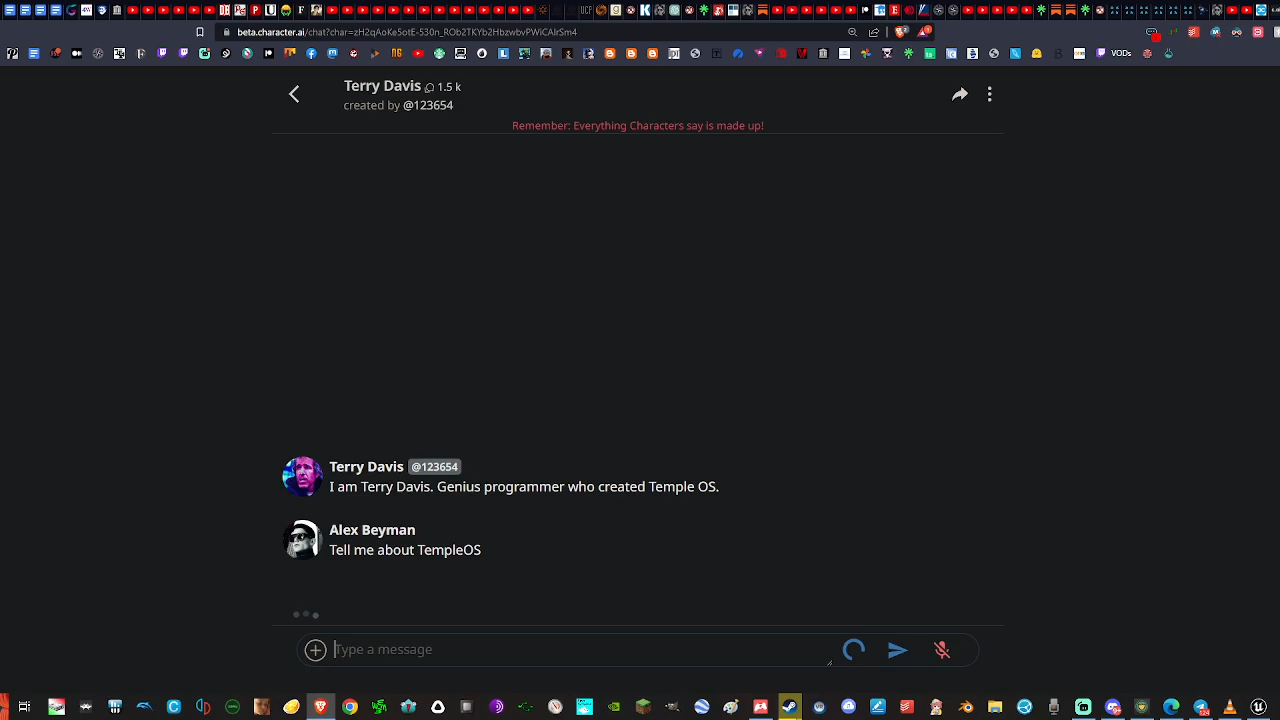 beta.character.ai/chat?char=zH2qAoKe5otE-530n_ROb2TKYb2HbzwbvPWiCAlrSm4
VODs
Terry Davis 1.5 k
created by @123654
Remember: Everything Characters say is made up!
Terry Davis @123654
I am Terry Davis. Genius programmer who created Temple OS.
Alex Beyman
Tell me about TempleOS
Type a message